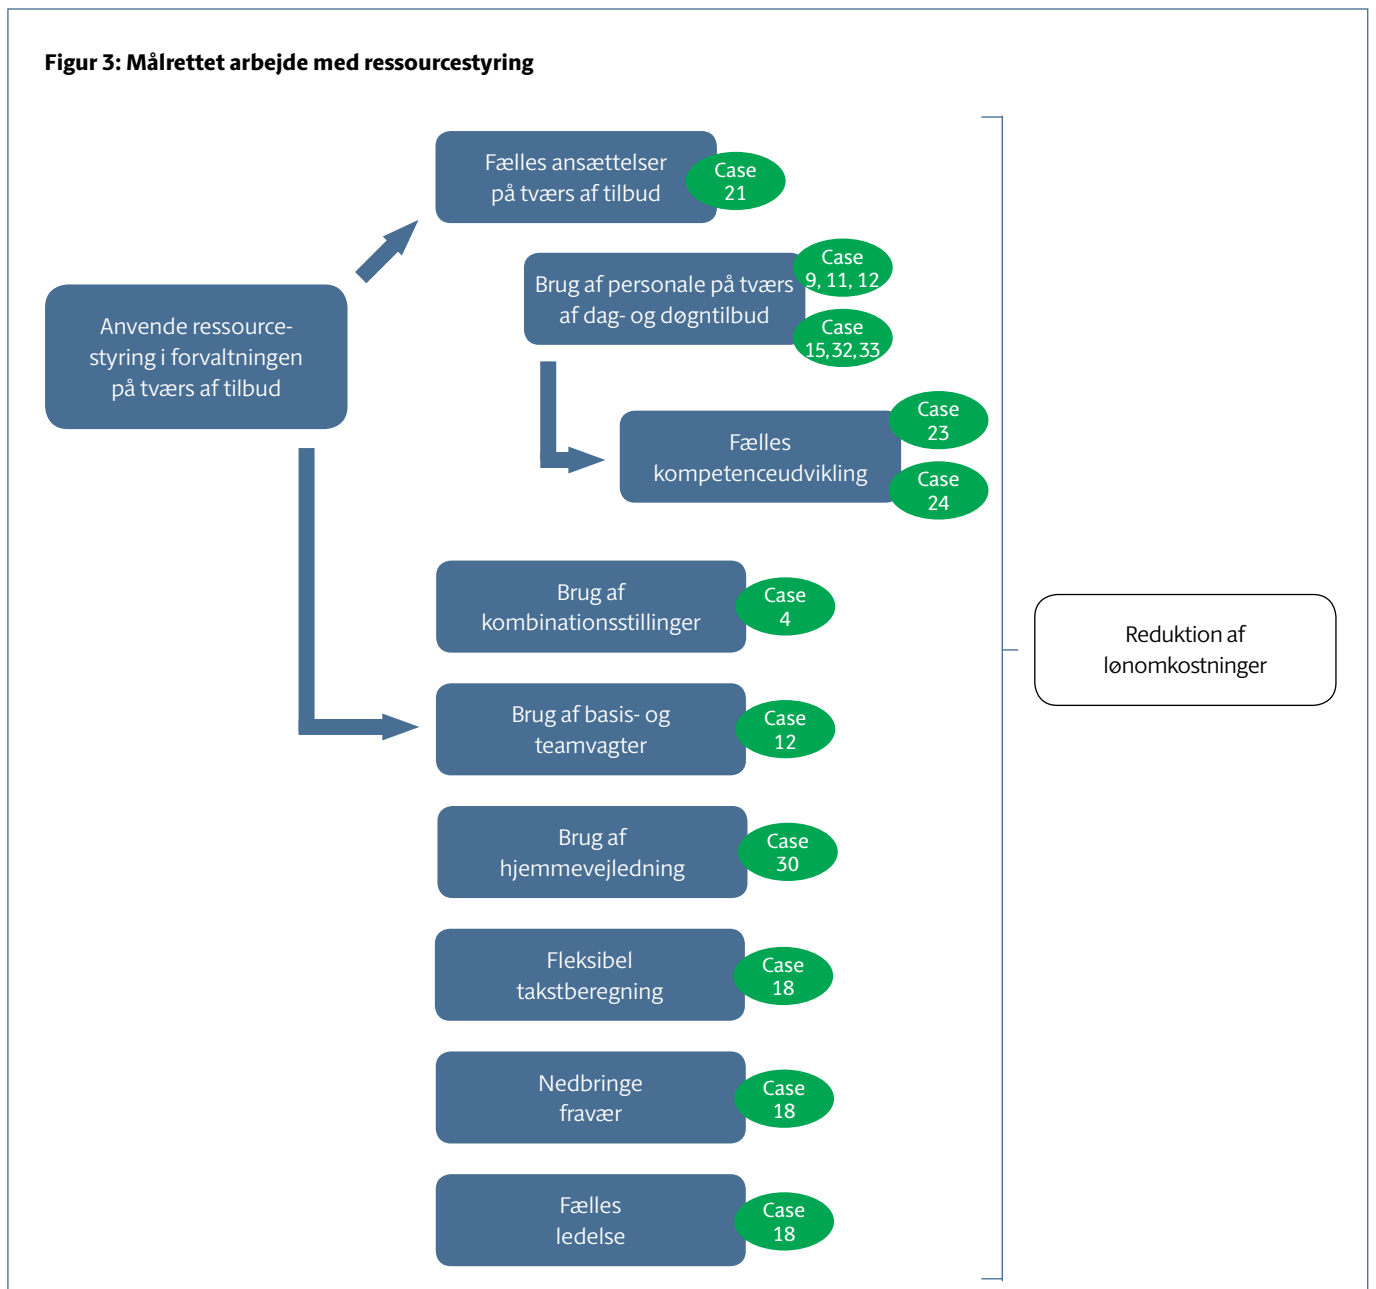 Figur 3: Målrettet arbejde med ressourcestyring
Fælles ansættelser
på tværs af tilbud
Case
21
Brug af personale på tværs
af dag- og døgntilbud
Case
9, 11, 12
Case
15, 32, 33
Anvende ressource-
styring i forvaltningen
på tværs af tilbud
Fælles
kompetenceudvikling
Case
23
Case
24
Brug af
kombinationsstillinger
Case
4
Reduktion af
lønomkostninger
Brug af basis- og
teamvagter
Case
12
Brug af
hjemmevejledning
Case
30
Fleksibel
takstberegning
Case
18
Nedbringe
fravær
Case
18
Fælles
ledelse
Case
18